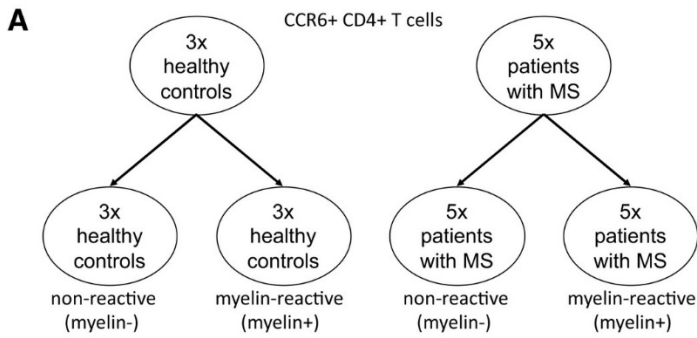 A
CCR6+ CD4+ T cells
3x
healthy
controls
5x
patients
with MS
3x
healthy
controls
3x
healthy
controls
5x
patients
with MS
5x
patients
with MS
non-reactive
(myelin-)
myelin-reactive
(myelin+)
non-reactive
(myelin-)
myelin-reactive
(myelin+)